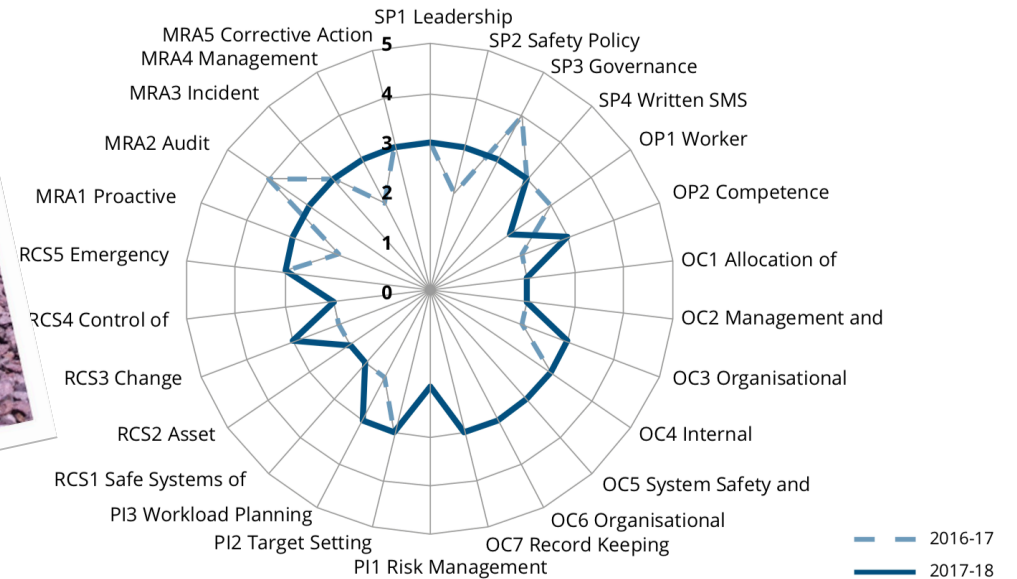 SP1 Leadership
SP2 Safety Policy
SP3 Governance
SP4 Written SMS
OP1 Worker
OP2 Competence
OC1 Allocation of
OC2 Management and
OC3 Organisational
OC4 Internal
OC5 System Safety and
OC6 Organisational
OC7 Record Keeping
PI1 Risk Management
PI2 Target Setting
PI3 Workload Planning
RCS1 Safe Systems of
RCS2 Asset
RCS3 Change
RCS4 Control of
RCS5 Emergency
MRA1 Proactive
MRA2 Audit
MRA3 Incident
MRA4 Management
MRA5 Corrective Action
5
4
3
2
1
0
2016-17
2017-18